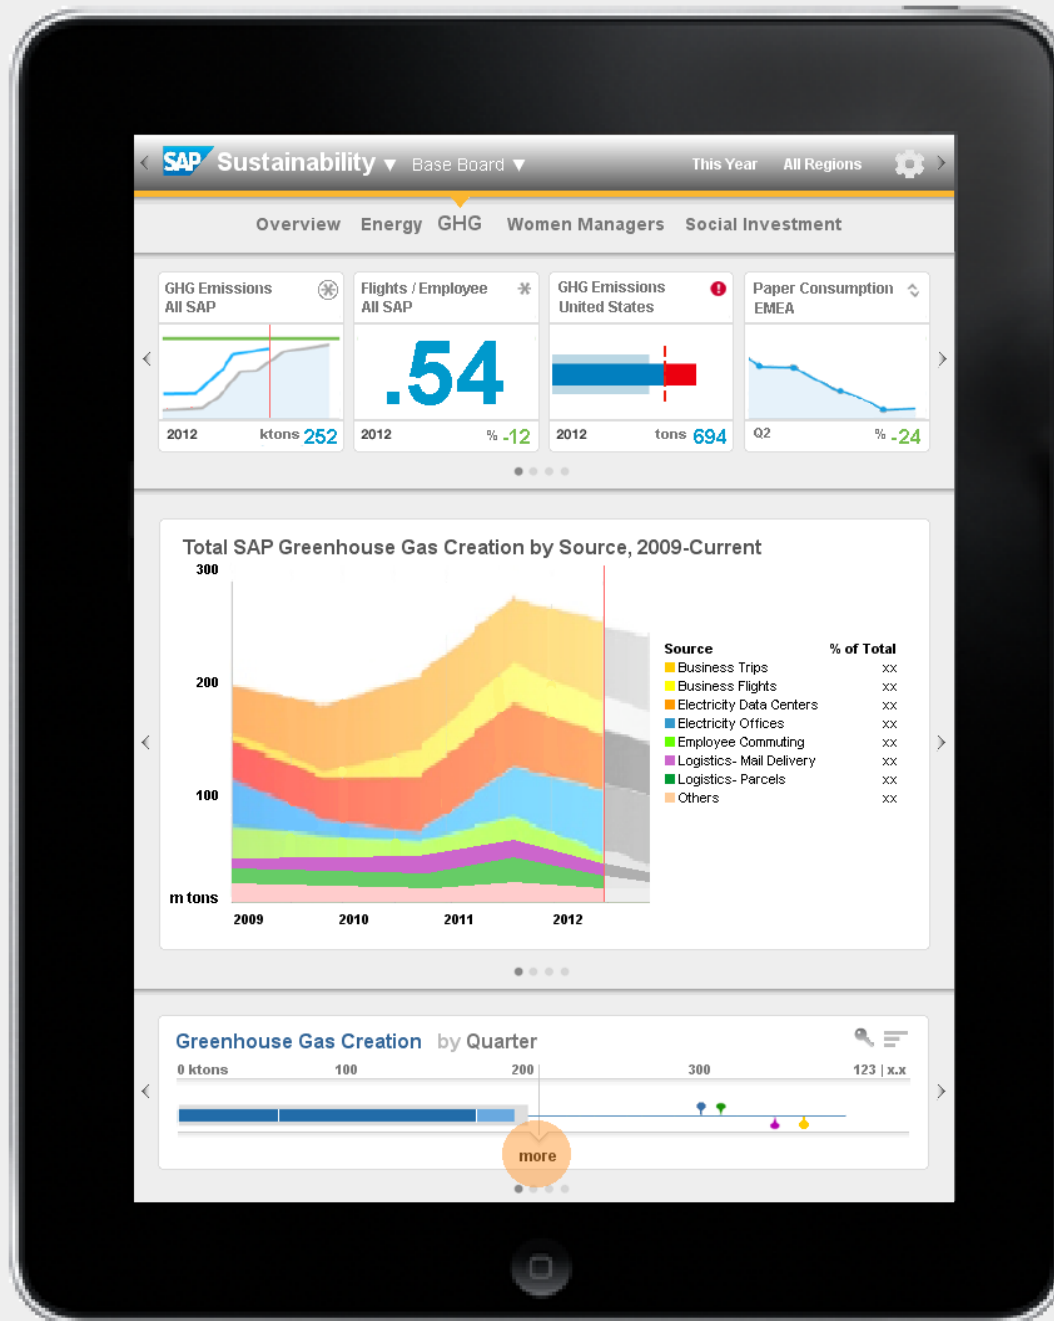 SAP Sustainability Base Board This Year All Regions
Overview Energy GHG Women Managers Social Investment
GHG Emissions
All SAP
2012 ktons 252
Flights / Employee
All SAP
.54
2012 % -12
GHG Emissions
United States
2012 tons 694
Paper Consumption
EMEA
Q2 % -24
Total SAP Greenhouse Gas Creation by Source, 2009-Current
300
200
100
m tons
2009 2010 2011 2012
Source % of Total
Business Trips xx
Business Flights xx
Electricity Data Centers xx
Electricity Offices xx
Employee Commuting xx
Logistics- Mail Delivery xx
Logistics- Parcels xx
Others xx
Greenhouse Gas Creation by Quarter
0 ktons 100 200 300 123 | x.x
more